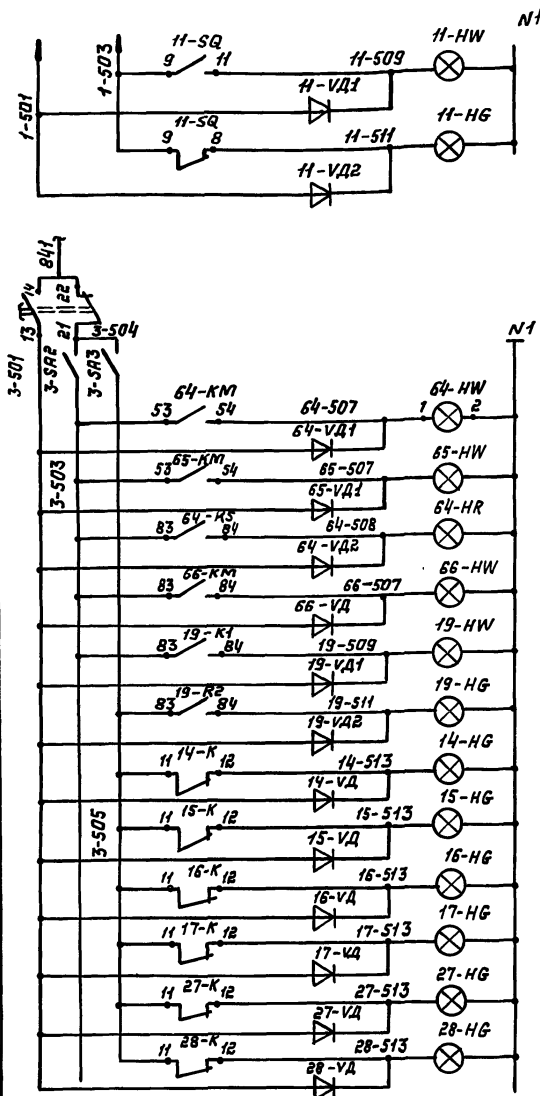 N1
11-SQ 11-HW
1-503 9 11 11-509
11-VД1
1-501 11-SQ 11-HG
9 8 11-511
11-VД2
841
14 22
13 21 3-504 N1
3-501 3-SA2 3-SA3
64-KM 64-HW
53 54 64-507 1 2
64-VД1
65-KM 65-HW
3-503 53 54 65-507
65-VД1
64-K5 64-HR
83 84 64-508
64-VД2
66-KM 66-HW
83 84 66-507
66-VД
19-K1 19-HW
83 84 19-509
19-VД1
19-K2 19-HG
83 84 19-511
19-VД2
14-K 14-HG
11 12 14-513
14-VД
3-505 15-K 15-HG
11 12 15-513
15-VД
16-K 16-HG
11 12 16-513
16-VД
17-K 17-HG
11 12 17-513
17-VД
27-K 27-HG
11 12 27-513
27-VД
28-K 28-HG
11 12 28-513
28-VД